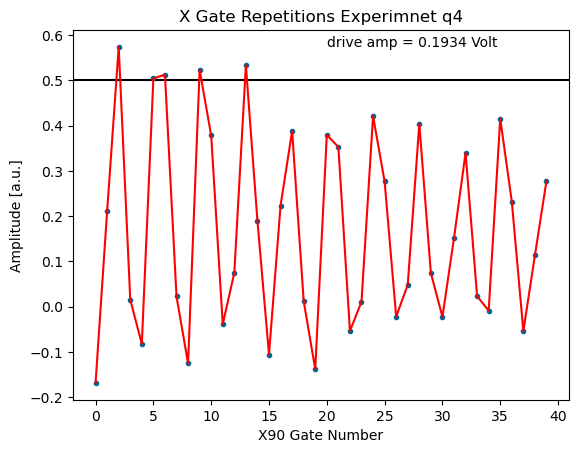 X Gate Repetitions Experimnet q4
drive amp = 0.1934 Volt
Amplitude [a.u.]
0.6
0.5
0.4
0.3
0.2
0.1
0.0
−0.1
−0.2
0 5 10 15 20 25 30 35 40
X90 Gate Number